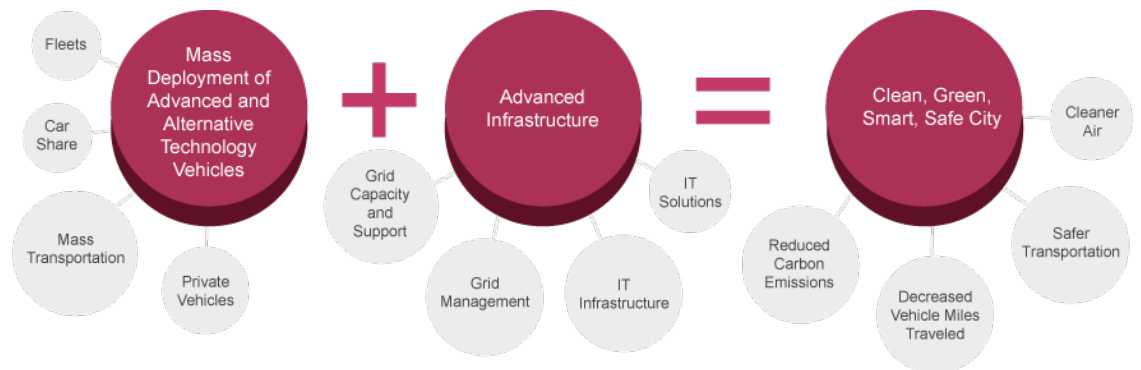 Fleets
Car
Share
Mass
Transportation
Private
Vehicles
Mass
Deployment of
Advanced and
Alternative
Technology
Vehicles
+
Grid
Capacity
and
Support
Grid
Management
IT
Infrastructure
IT
Solutions
Advanced
Infrastructure
=
Clean, Green,
Smart, Safe City
Reduced
Carbon
Emissions
Decreased
Vehicle Miles
Traveled
Safer
Transportation
Cleaner
Air